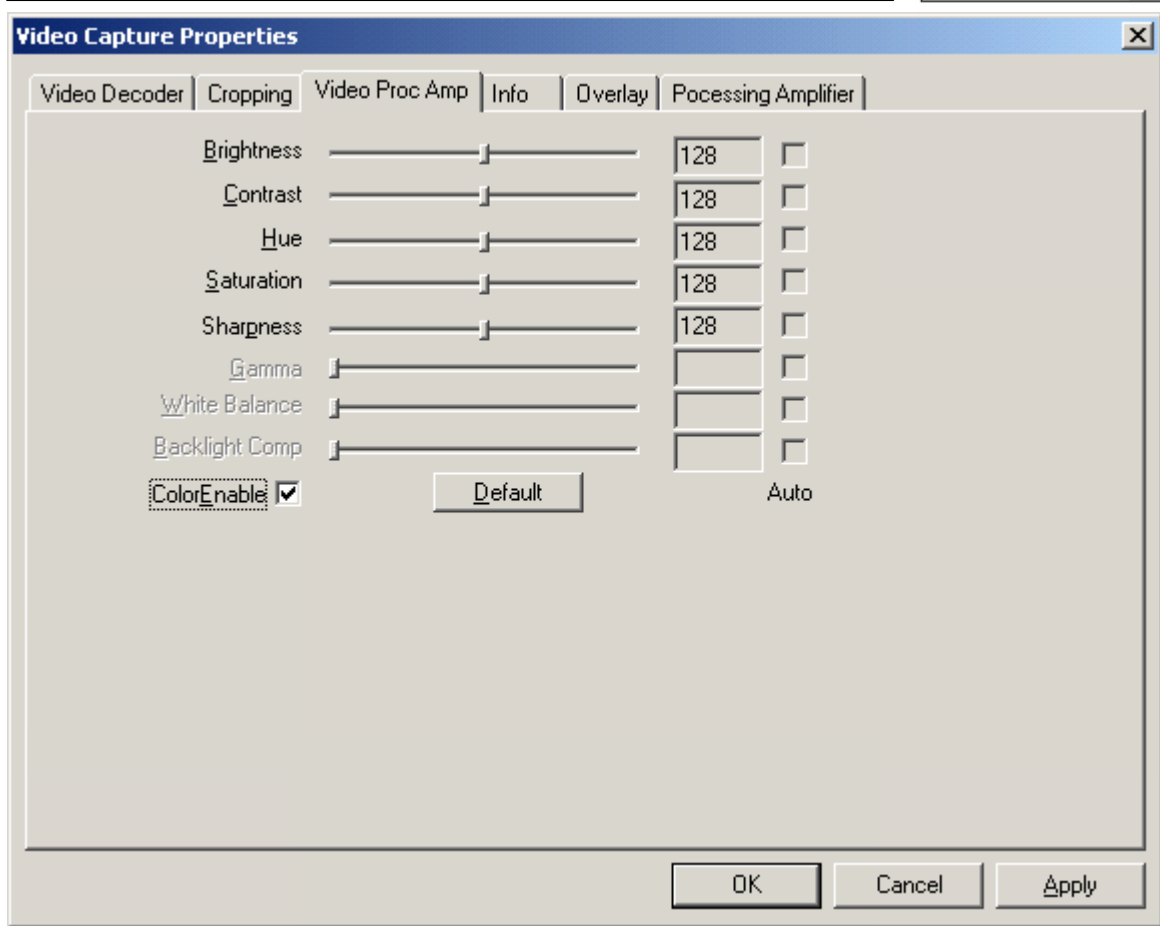 Video Capture Properties
Video Decoder Cropping Video Proc Amp Info Overlay Pocessing Amplifier
Brightness 128
Contrast 128
Hue 128
Saturation 128
Sharpness 128
Gamma
White Balance
Backlight Comp
ColorEnable Default Auto
OK Cancel Apply